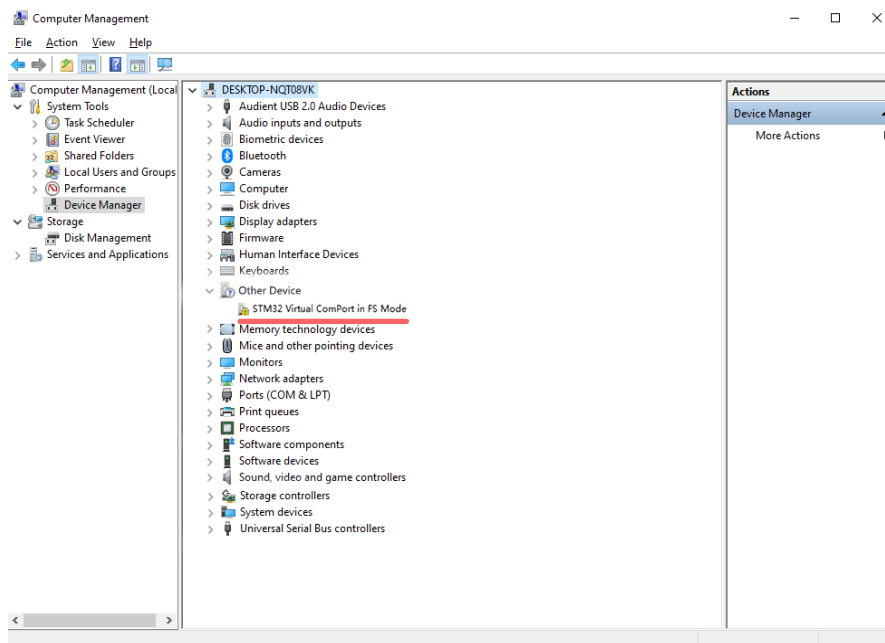 Computer Management
File Action View Help
Computer Management (Local
System Tools
Task Scheduler
Event Viewer
Shared Folders
Local Users and Groups
Performance
Device Manager
Storage
Disk Management
Services and Applications
DESKTOP-NQT08VK
Audient USB 2.0 Audio Devices
Audio inputs and outputs
Biometric devices
Bluetooth
Cameras
Computer
Disk drives
Display adapters
Firmware
Human Interface Devices
Keyboards
Other Device
STM32 Virtual ComPort in FS Mode
Memory technology devices
Mice and other pointing devices
Monitors
Network adapters
Ports (COM & LPT)
Print queues
Processors
Software components
Software devices
Sound, video and game controllers
Storage controllers
System devices
Universal Serial Bus controllers
Actions
Device Manager
More Actions